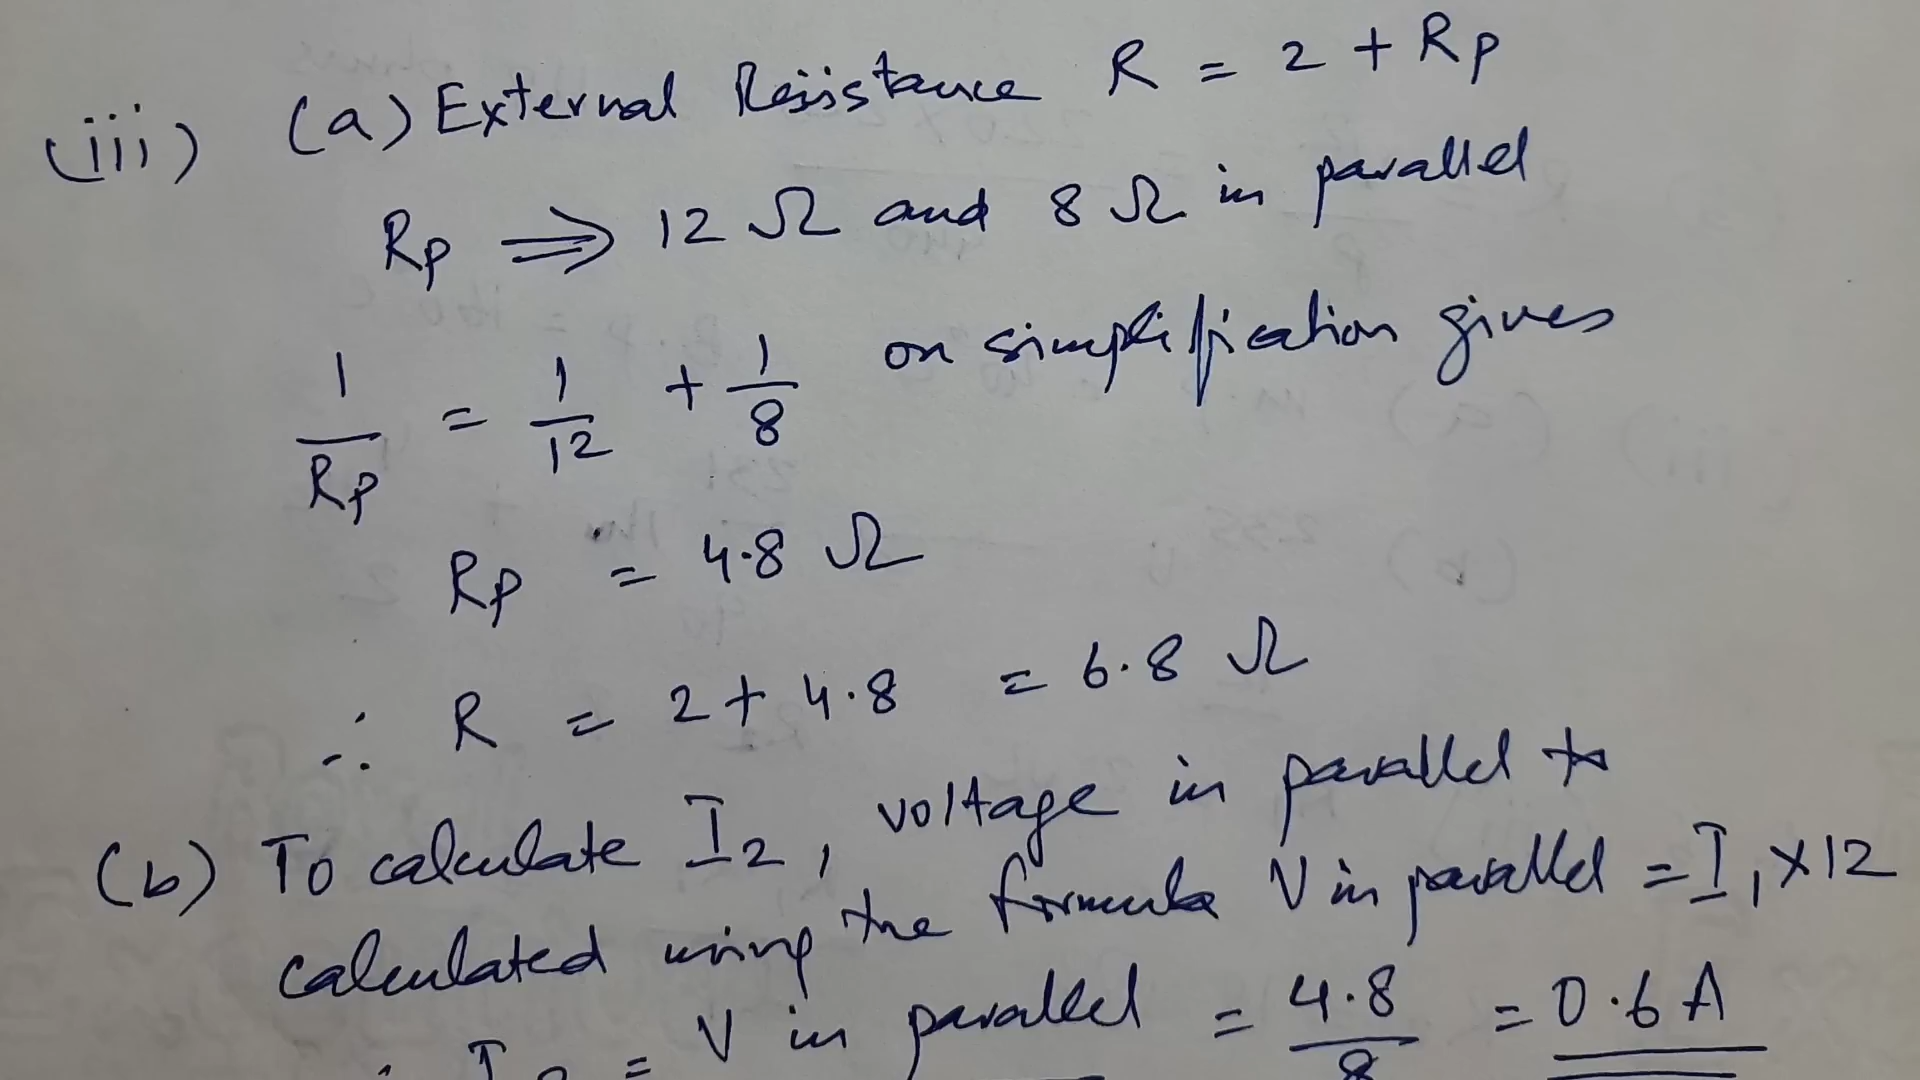 (iii) (a) External Resistance R = 2 + Rp
Rp ⇒ 12 Ω and 8 Ω in parallel
1/Rp = 1/12 + 1/8 on simplification gives
Rp = 4.8 Ω
∴ R = 2 + 4.8 = 6.8 Ω
(b) To calculate I2, voltage in parallel to
calculated using the formula V in parallel = I1 × 12
∴ I2 = V in parallel = 4.8/8 = 0.6 A